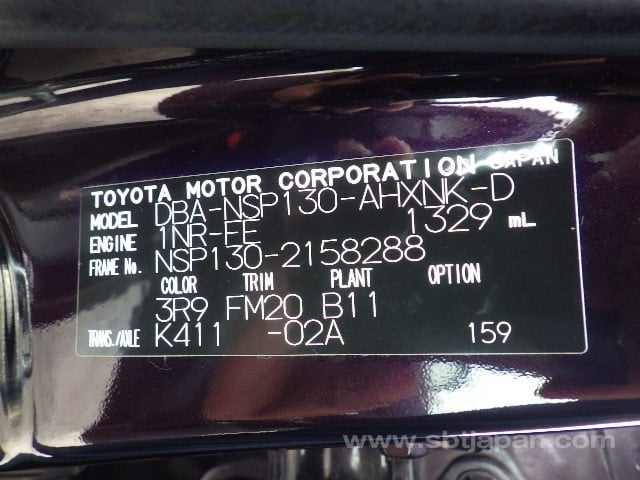 TOYOTA MOTOR CORPORATION JAPAN
MODEL DBA-NSP130-AHXNK-D
ENGINE 1NR-FE 1329 mL
FRAME No. NSP130-2158288
COLOR TRIM PLANT OPTION
3R9 FM20 B11
TRANS./AXLE K411 -02A 159
www.sbtjapan.com